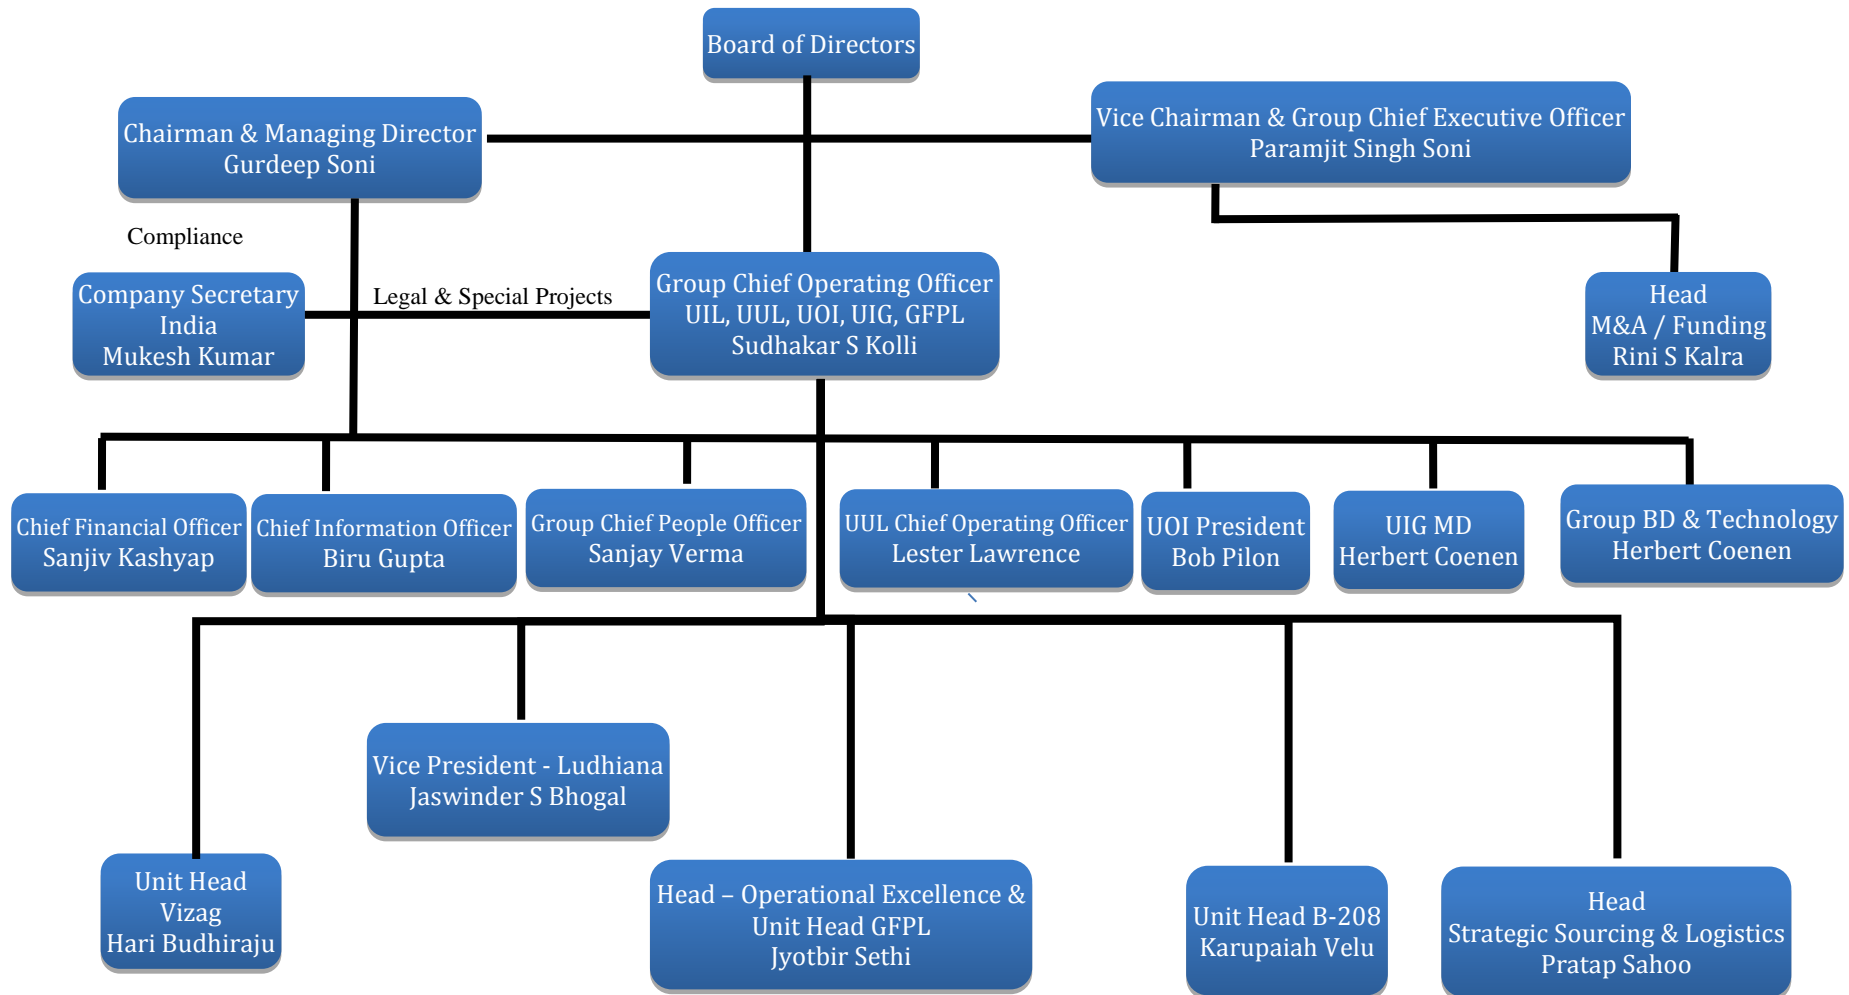 Board of Directors
Chairman & Managing Director
Gurdeep Soni
Vice Chairman & Group Chief Executive Officer
Paramjit Singh Soni
Compliance
Company Secretary
India
Mukesh Kumar
Legal & Special Projects
Group Chief Operating Officer
UIL, UUL, UOI, UIG, GFPL
Sudhakar S Kolli
Head
M&A / Funding
Rini S Kalra
Chief Financial Officer
Sanjiv Kashyap
Chief Information Officer
Biru Gupta
Group Chief People Officer
Sanjay Verma
UUL Chief Operating Officer
Lester Lawrence
UOI President
Bob Pilon
UIG MD
Herbert Coenen
Group BD & Technology
Herbert Coenen
Vice President - Ludhiana
Jaswinder S Bhogal
Unit Head
Vizag
Hari Budhiraju
Head – Operational Excellence &
Unit Head GFPL
Jyotbir Sethi
Unit Head B-208
Karupaiah Velu
Head
Strategic Sourcing & Logistics
Pratap Sahoo